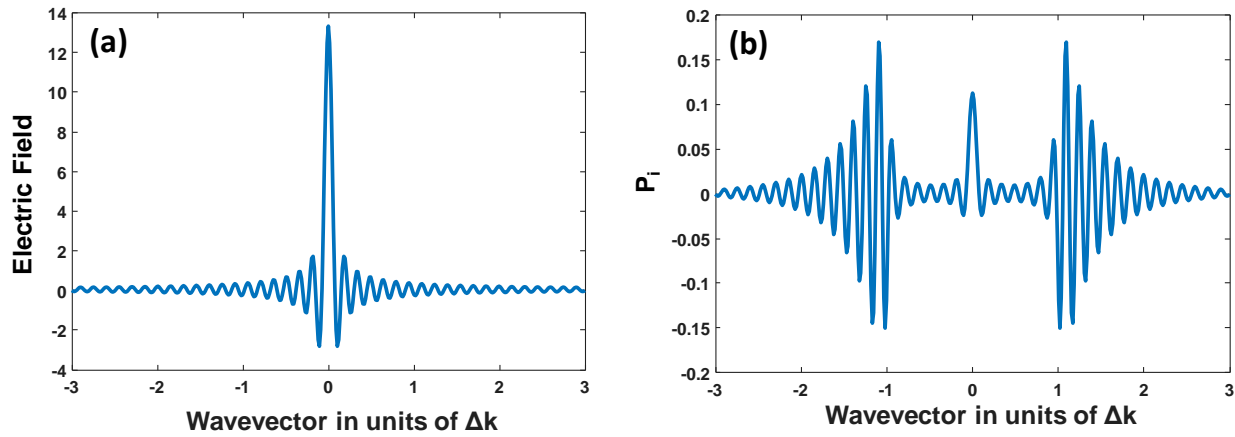 (a)
14
12
10
8
6
4
2
0
-2
-4
Electric Field
-3 -2 -1 0 1 2 3
Wavevector in units of Δk
(b)
0.2
0.15
0.1
0.05
0
-0.05
-0.1
-0.15
-0.2
Pi
-3 -2 -1 0 1 2 3
Wavevector in units of Δk